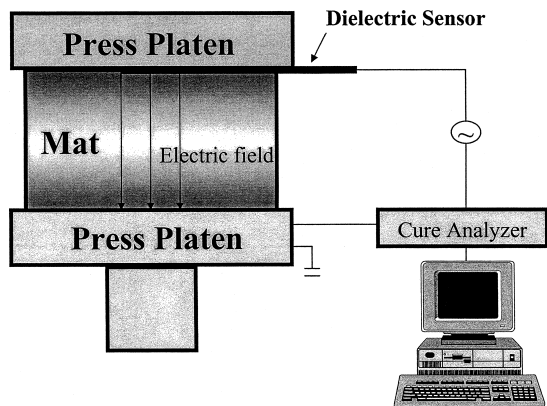 Dielectric Sensor
Press Platen
Mat
Electric field
~
Press Platen
Cure Analyzer